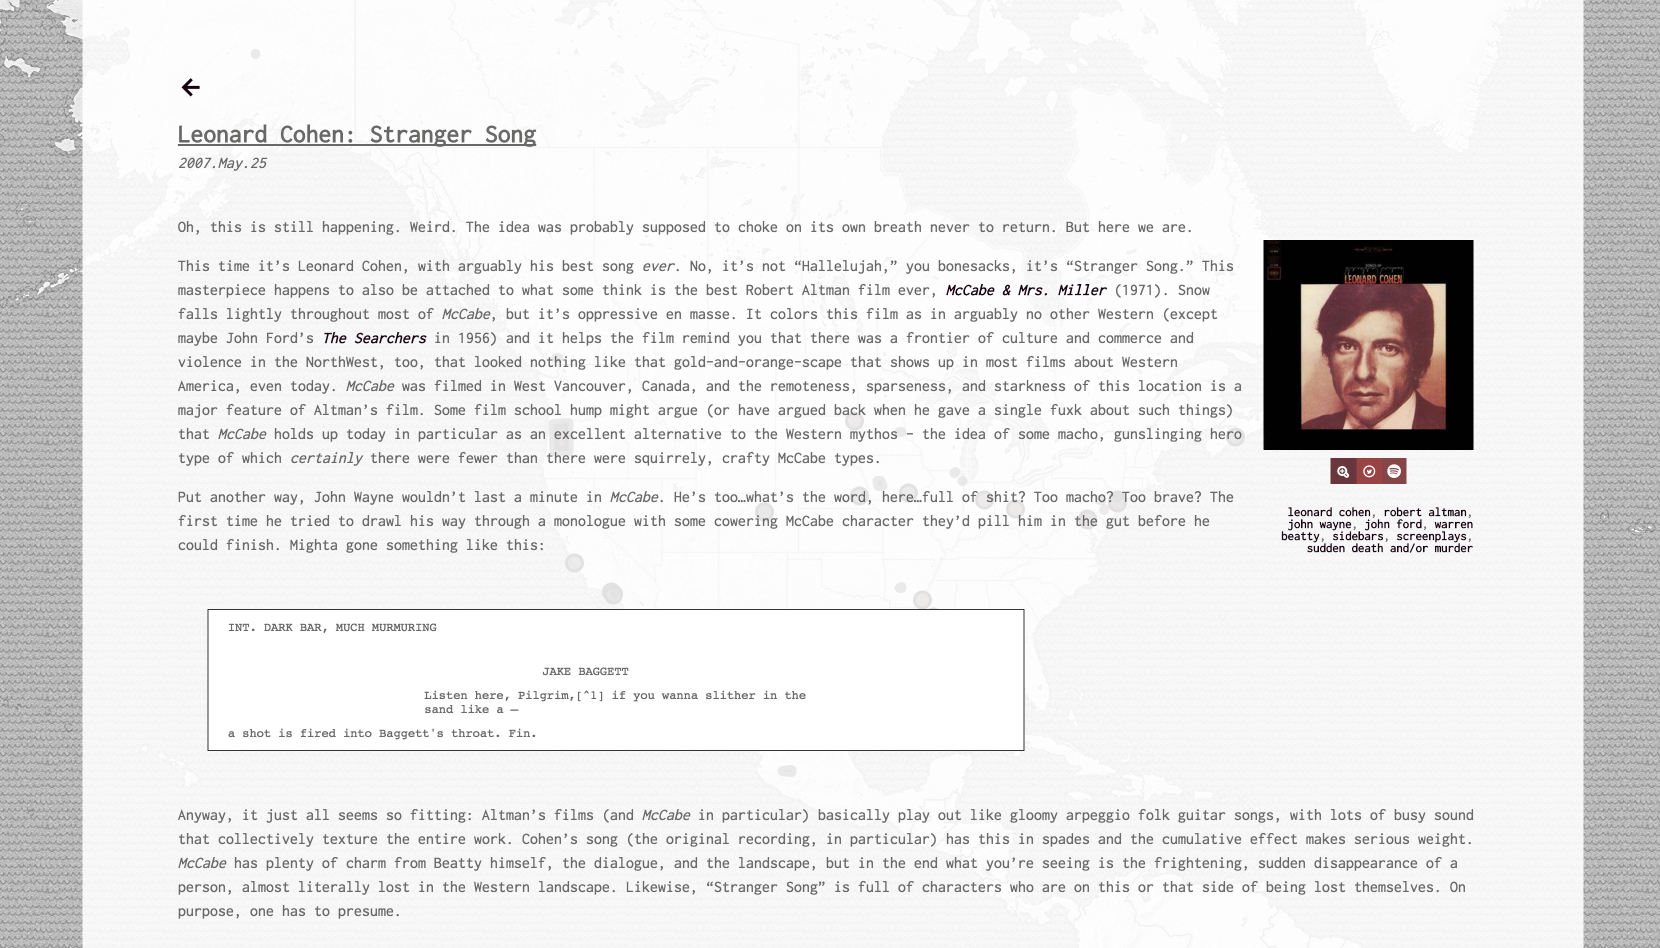 Leonard Cohen: Stranger Song
2007.May.25
Oh, this is still happening. Weird. The idea was probably supposed to choke on its own breath never to return. But here we are.
This time it’s Leonard Cohen, with arguably his best song ever. No, it’s not “Hallelujah,” you bonesacks, it’s “Stranger Song.” This
masterpiece happens to also be attached to what some think is the best Robert Altman film ever, McCabe & Mrs. Miller (1971). Snow
falls lightly throughout most of McCabe, but it’s oppressive en masse. It colors this film as in arguably no other Western (except
maybe John Ford’s The Searchers in 1956) and it helps the film remind you that there was a frontier of culture and commerce and
violence in the NorthWest, too, that looked nothing like that gold-and-orange-scape that shows up in most films about Western
America, even today. McCabe was filmed in West Vancouver, Canada, and the remoteness, sparseness, and starkness of this location is a
major feature of Altman’s film. Some film school hump might argue (or have argued back when he gave a single fuxk about such things)
that McCabe holds up today in particular as an excellent alternative to the Western mythos – the idea of some macho, gunslinging hero
type of which certainly there were fewer than there were squirrely, crafty McCabe types.
Put another way, John Wayne wouldn’t last a minute in McCabe. He’s too…what’s the word, here…full of shit? Too macho? Too brave? The
first time he tried to drawl his way through a monologue with some cowering McCabe character they’d pill him in the gut before he
could finish. Mighta gone something like this:
LEONARD COHEN
leonard cohen, robert altman,
john wayne, john ford, warren
beatty, sidebars, screenplays,
sudden death and/or murder
INT. DARK BAR, MUCH MURMURING
JAKE BAGGETT
Listen here, Pilgrim,[^1] if you wanna slither in the
sand like a —
a shot is fired into Baggett's throat. Fin.
Anyway, it just all seems so fitting: Altman’s films (and McCabe in particular) basically play out like gloomy arpeggio folk guitar songs, with lots of busy sound
that collectively texture the entire work. Cohen’s song (the original recording, in particular) has this in spades and the cumulative effect makes serious weight.
McCabe has plenty of charm from Beatty himself, the dialogue, and the landscape, but in the end what you’re seeing is the frightening, sudden disappearance of a
person, almost literally lost in the Western landscape. Likewise, “Stranger Song” is full of characters who are on this or that side of being lost themselves. On
purpose, one has to presume.